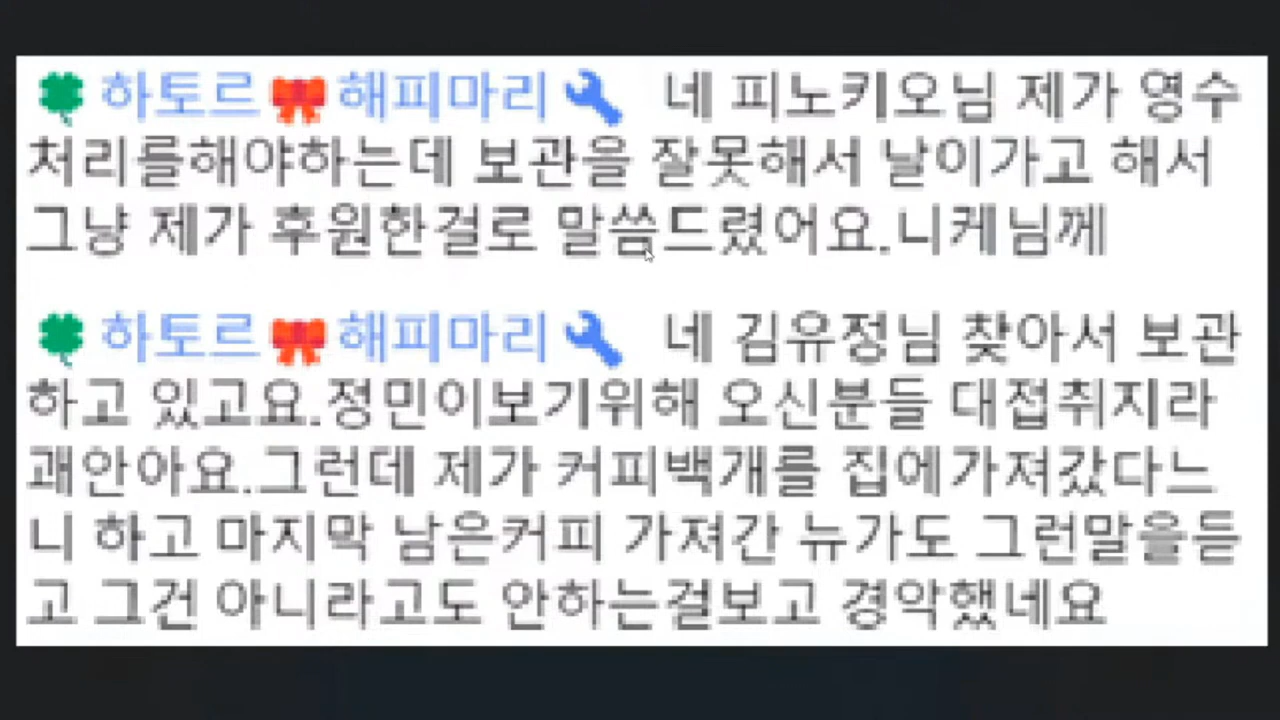 🍀하토르🎀해피마리🔧 네 피노키오님 제가 영수
처리를해야하는데 보관을 잘못해서 날이가고 해서
그냥 제가 후원한걸로 말씀드렸어요.니케님께
🍀하토르🎀해피마리🔧 네 김유정님 찾아서 보관
하고 있고요.정민이보기위해 오신분들 대접취지라
괘안아요.그런데 제가 커피백개를 집에가져갔다느
니 하고 마지막 남은커피 가져간 뉴가도 그런말을듣
고 그건 아니라고도 안하는걸보고 경악했네요